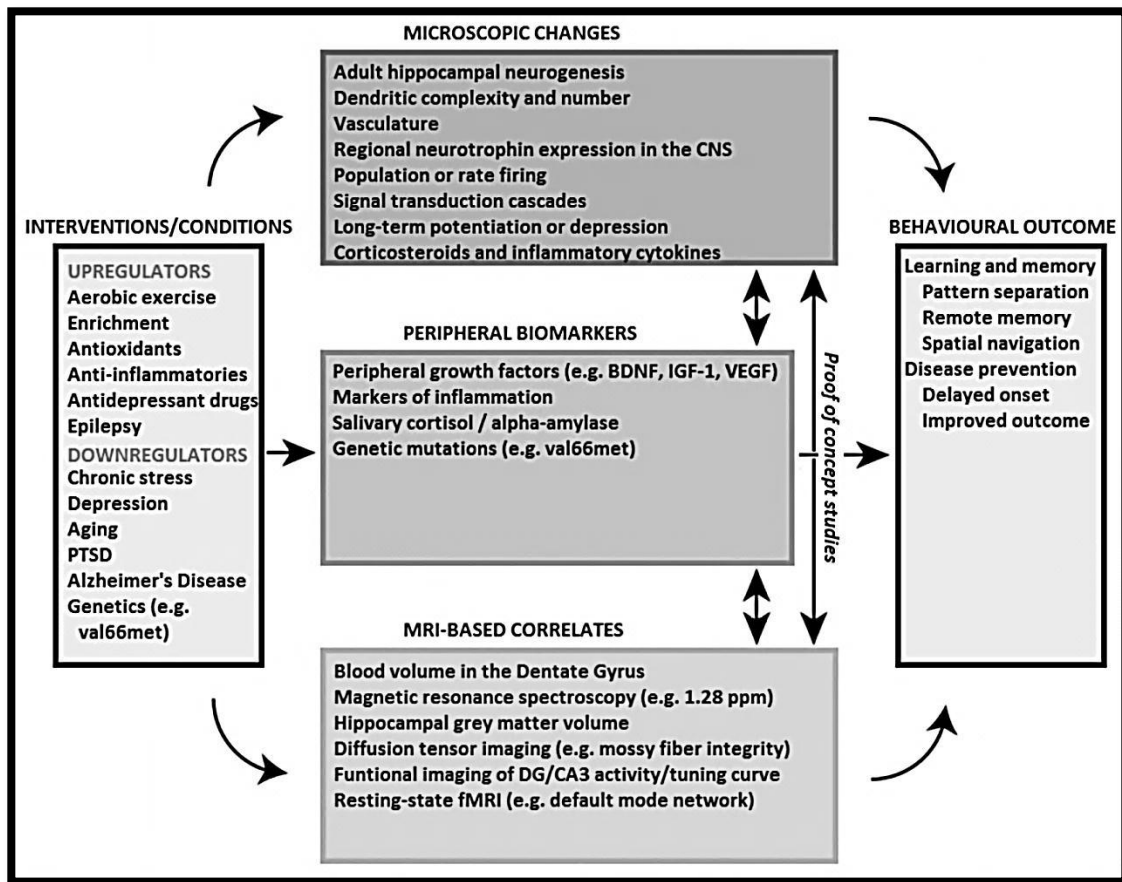 MICROSCOPIC CHANGES
Adult hippocampal neurogenesis
Dendritic complexity and number
Vasculature
Regional neurotrophin expression in the CNS
Population or rate firing
Signal transduction cascades
Long-term potentiation or depression
Corticosteroids and inflammatory cytokines
INTERVENTIONS/CONDITIONS
UPREGULATORS
Aerobic exercise
Enrichment
Antioxidants
Anti-inflammatories
Antidepressant drugs
Epilepsy
DOWNREGULATORS
Chronic stress
Depression
Aging
PTSD
Alzheimer's Disease
Genetics (e.g.
val66met)
PERIPHERAL BIOMARKERS
Peripheral growth factors (e.g. BDNF, IGF-1, VEGF)
Markers of inflammation
Salivary cortisol / alpha-amylase
Genetic mutations (e.g. val66met)
Proof of concept studies
MRI-BASED CORRELATES
Blood volume in the Dentate Gyrus
Magnetic resonance spectroscopy (e.g. 1.28 ppm)
Hippocampal grey matter volume
Diffusion tensor imaging (e.g. mossy fiber integrity)
Funtional imaging of DG/CA3 activity/tuning curve
Resting-state fMRI (e.g. default mode network)
BEHAVIOURAL OUTCOME
Learning and memory
Pattern separation
Remote memory
Spatial navigation
Disease prevention
Delayed onset
Improved outcome